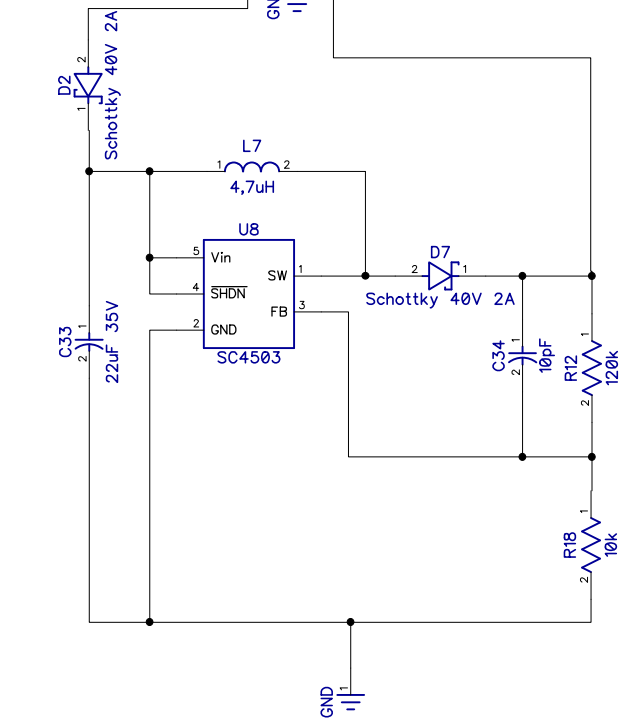 GN
D2
2
1
Schottky 40V 2A
L7
1
2
4,7uH
U8
5
Vin
4
SHDN
2
GND
SW
1
FB
3
SC4503
D7
2
1
Schottky 40V 2A
C33
1
2
22uF 35V
C34
1
2
10pF
R12
1
2
120k
R18
1
2
10k
GND
1